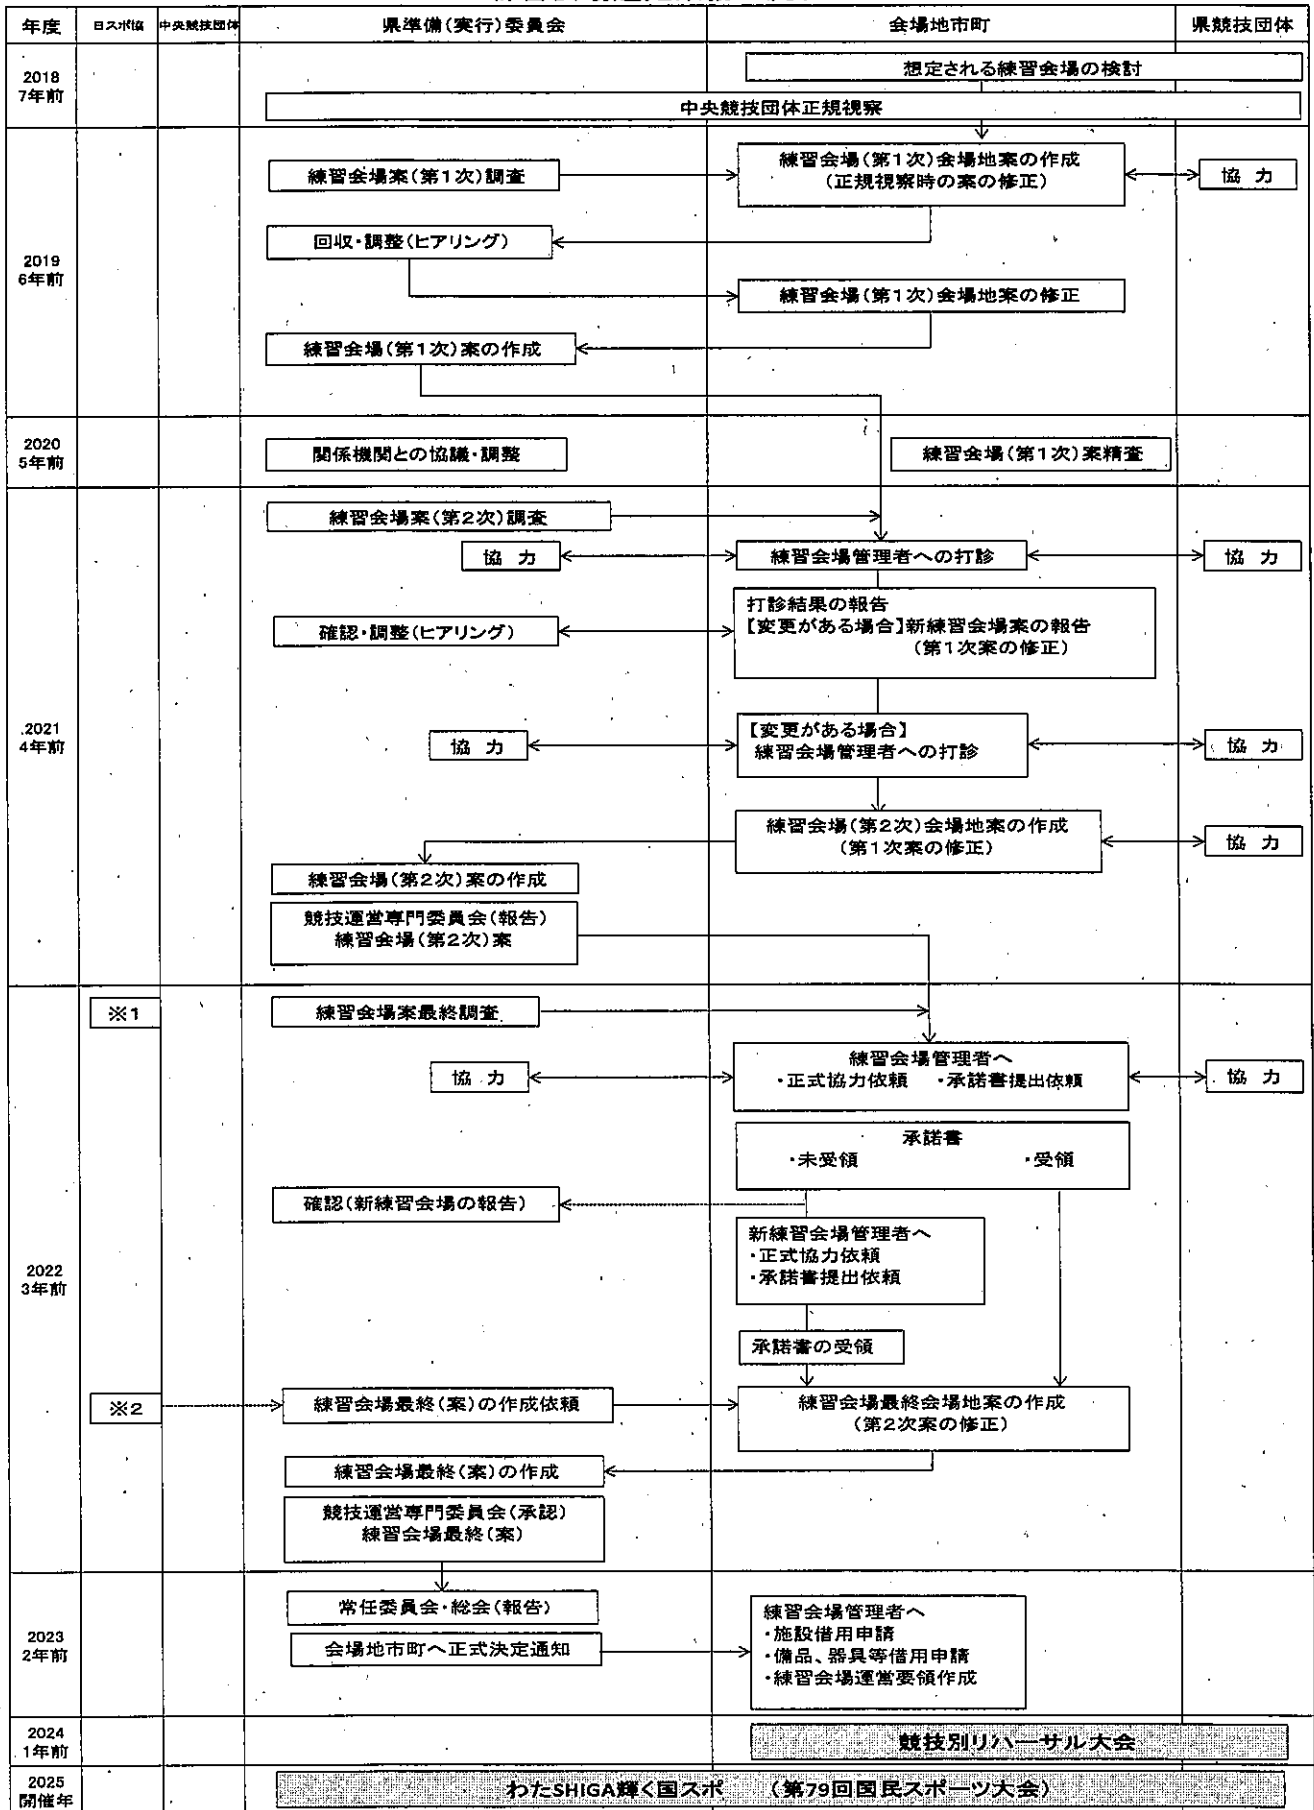 年度 日スポ協 中央競技団体 県準備(実行)委員会 会場地市町 県競技団体
2018
7年前
想定される練習会場の検討
中央競技団体正規視察
2019
6年前
練習会場案(第1次)調査
練習会場(第1次)会場地案の作成
(正規視察時の案の修正)
協 力
回収・調整(ヒアリング)
練習会場(第1次)会場地案の修正
練習会場(第1次)案の作成
2020
5年前
関係機関との協議・調整
練習会場(第1次)案精査
2021
4年前
練習会場案(第2次)調査
協 力
練習会場管理者への打診
協 力
確認・調整(ヒアリング)
打診結果の報告
【変更がある場合】新練習会場案の報告
(第1次案の修正)
協 力
【変更がある場合】
練習会場管理者への打診
協 力
練習会場(第2次)会場地案の作成
(第1次案の修正)
協 力
練習会場(第2次)案の作成
競技運営専門委員会(報告)
練習会場(第2次)案
2022
3年前
※1
練習会場案最終調査
協 力
練習会場管理者へ
・正式協力依頼 ・承諾書提出依頼
協 力
承諾書
・未受領 ・受領
確認(新練習会場の報告)
新練習会場管理者へ
・正式協力依頼
・承諾書提出依頼
承諾書の受領
※2
練習会場最終(案)の作成依頼
練習会場最終会場地案の作成
(第2次案の修正)
練習会場最終(案)の作成
競技運営専門委員会(承認)
練習会場最終(案)
2023
2年前
常任委員会・総会(報告)
会場地市町へ正式決定通知
練習会場管理者へ
・施設借用申請
・備品、器具等借用申請
・練習会場運営要領作成
2024
1年前
競技別リハーサル大会
2025
開催年
わたSHIGA輝く国スポ (第79回国民スポーツ大会)